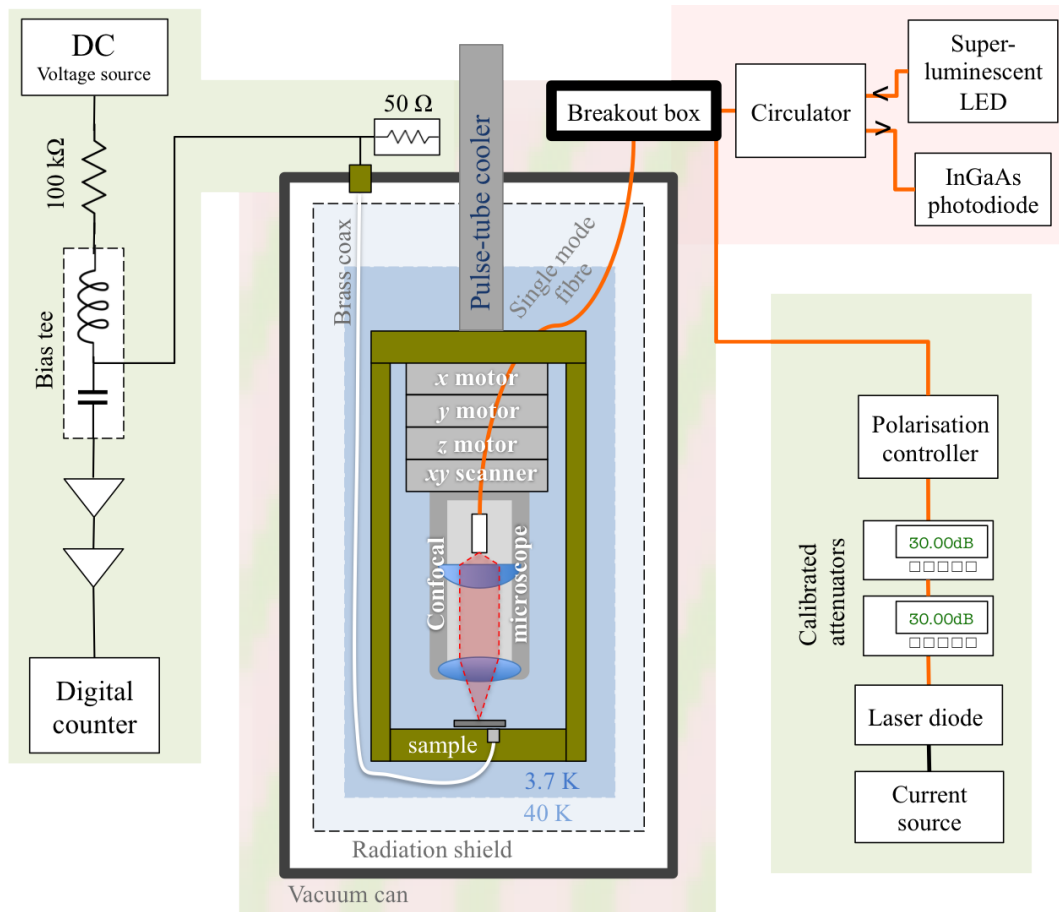 DC
Voltage source
100 kΩ
Bias tee
Digital
counter
50 Ω
Brass coax
Pulse-tube cooler
Single mode
fibre
x motor
y motor
z motor
xy scanner
Confocal
microscope
sample
3.7 K
40 K
Radiation shield
Vacuum can
Breakout box
Circulator
<
>
Super-
luminescent
LED
InGaAs
photodiode
Polarisation
controller
Calibrated
attenuators
30.00dB
30.00dB
Laser diode
Current
source